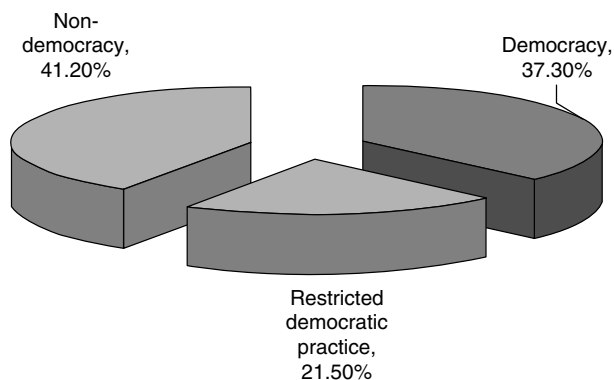 Non-
democracy,
41.20%
Democracy,
37.30%
Restricted
democratic
practice,
21.50%